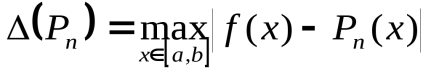 Δ(Pₙ) = max |f(x) − Pₙ(x)|
x∈[a,b]